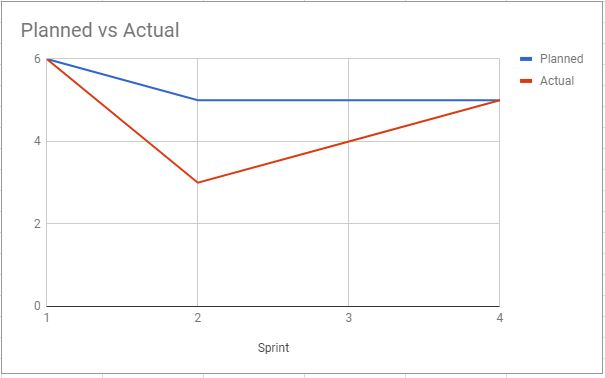 Planned vs Actual
Planned
Actual
6
4
2
0
1 2 3 4
Sprint